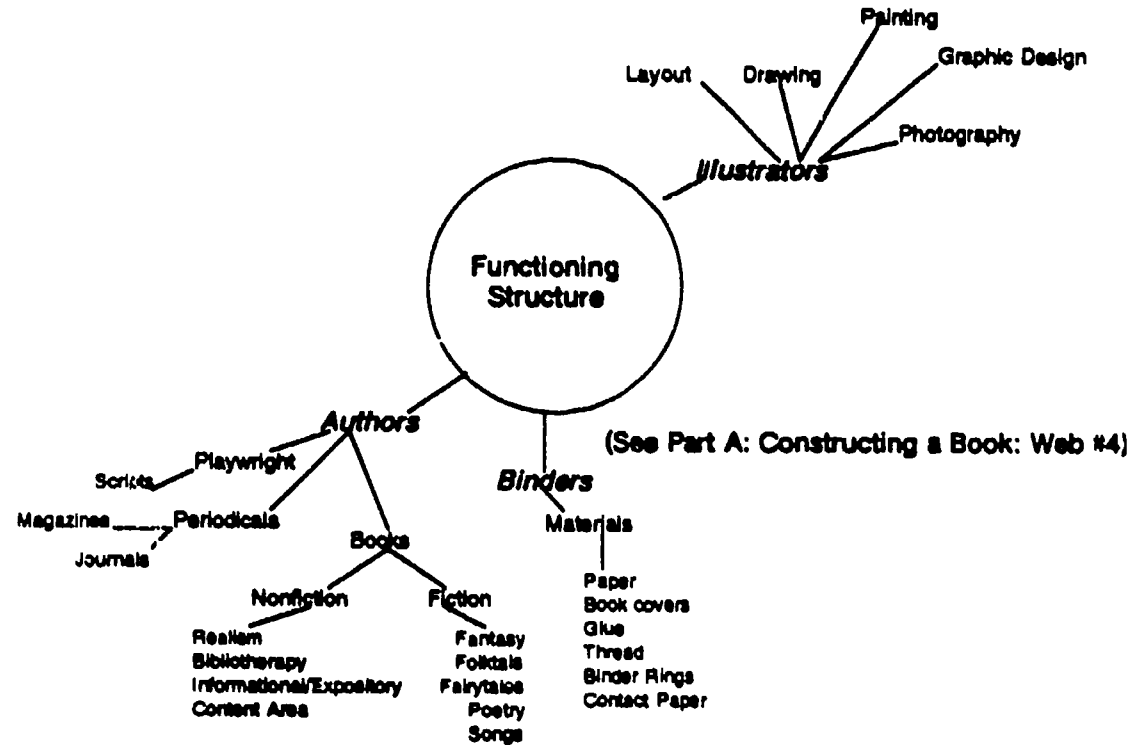 Painting
Graphic Design
Layout
Drawing
Photography
Illustrators
Functioning
Structure
Authors
(See Part A: Constructing a Book: Web #4)
Playwright
Scripts
Binders
Magazines
Periodicals
Materials
Journals
Books
Paper
Book covers
Glue
Thread
Binder Rings
Contact Paper
Nonfiction
Fiction
Realism
Bibliotherapy
Informational/Expository
Content Area
Fantasy
Folktale
Fairytales
Poetry
Songs